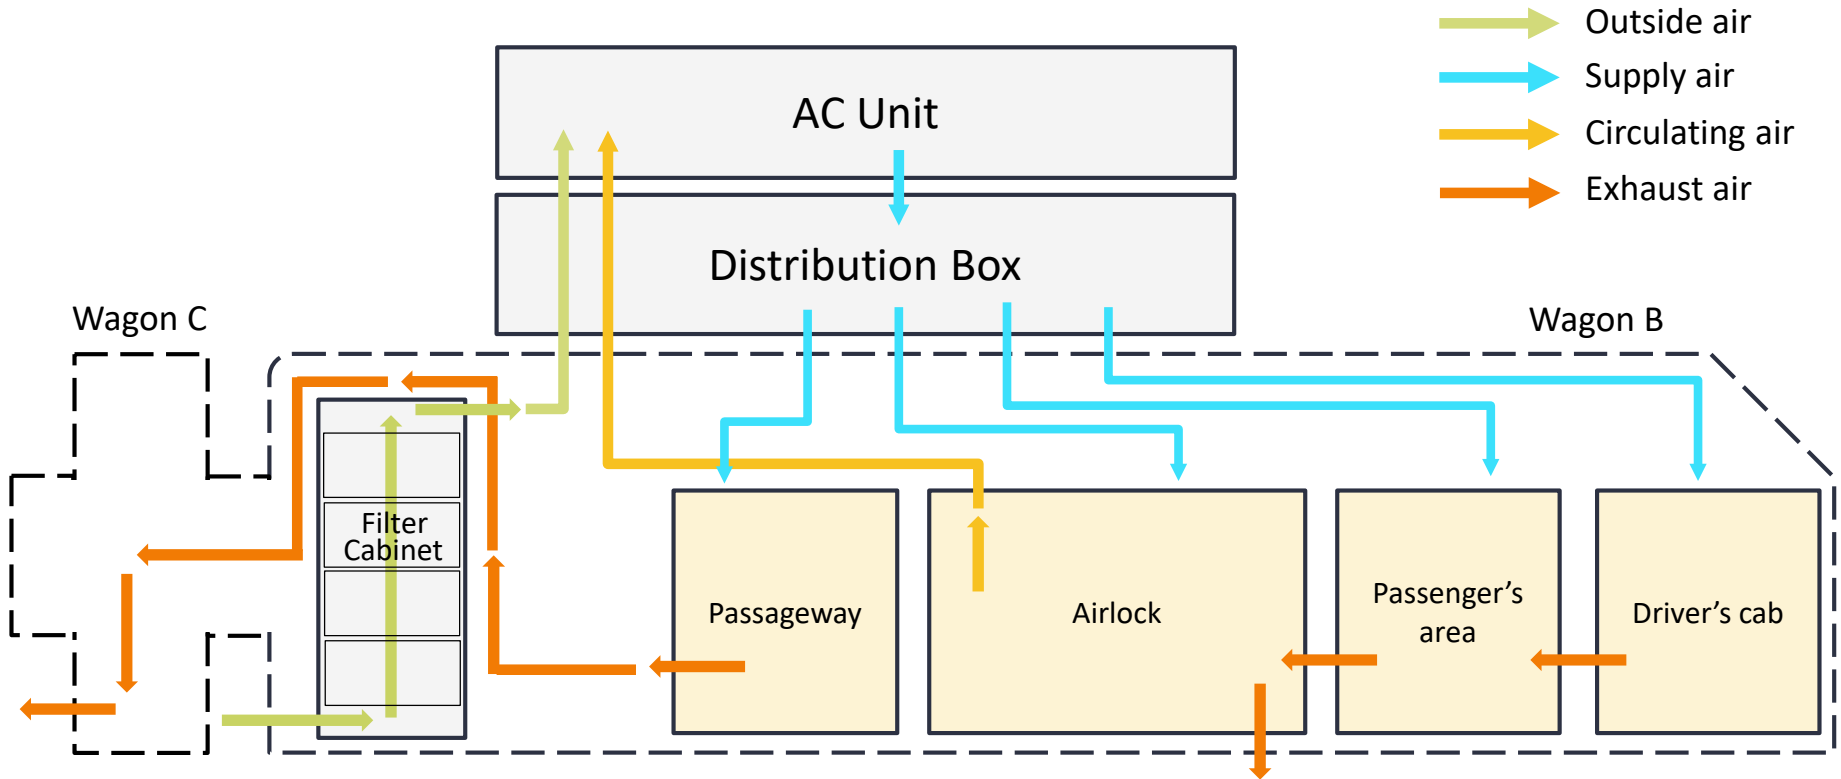 Outside air
Supply air
Circulating air
Exhaust air
AC Unit
Distribution Box
Wagon C
Wagon B
Filter
Cabinet
Passageway
Airlock
Passenger’s
area
Driver’s cab